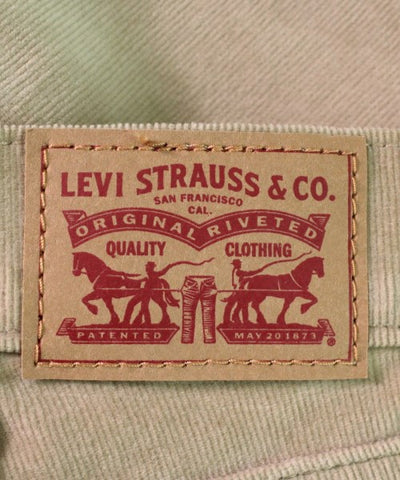 LEVI STRAUSS & CO.
SAN FRANCISCO
CAL.
ORIGINAL RIVETED
QUALITY CLOTHING
PATENTED MAY 20 1873 ®